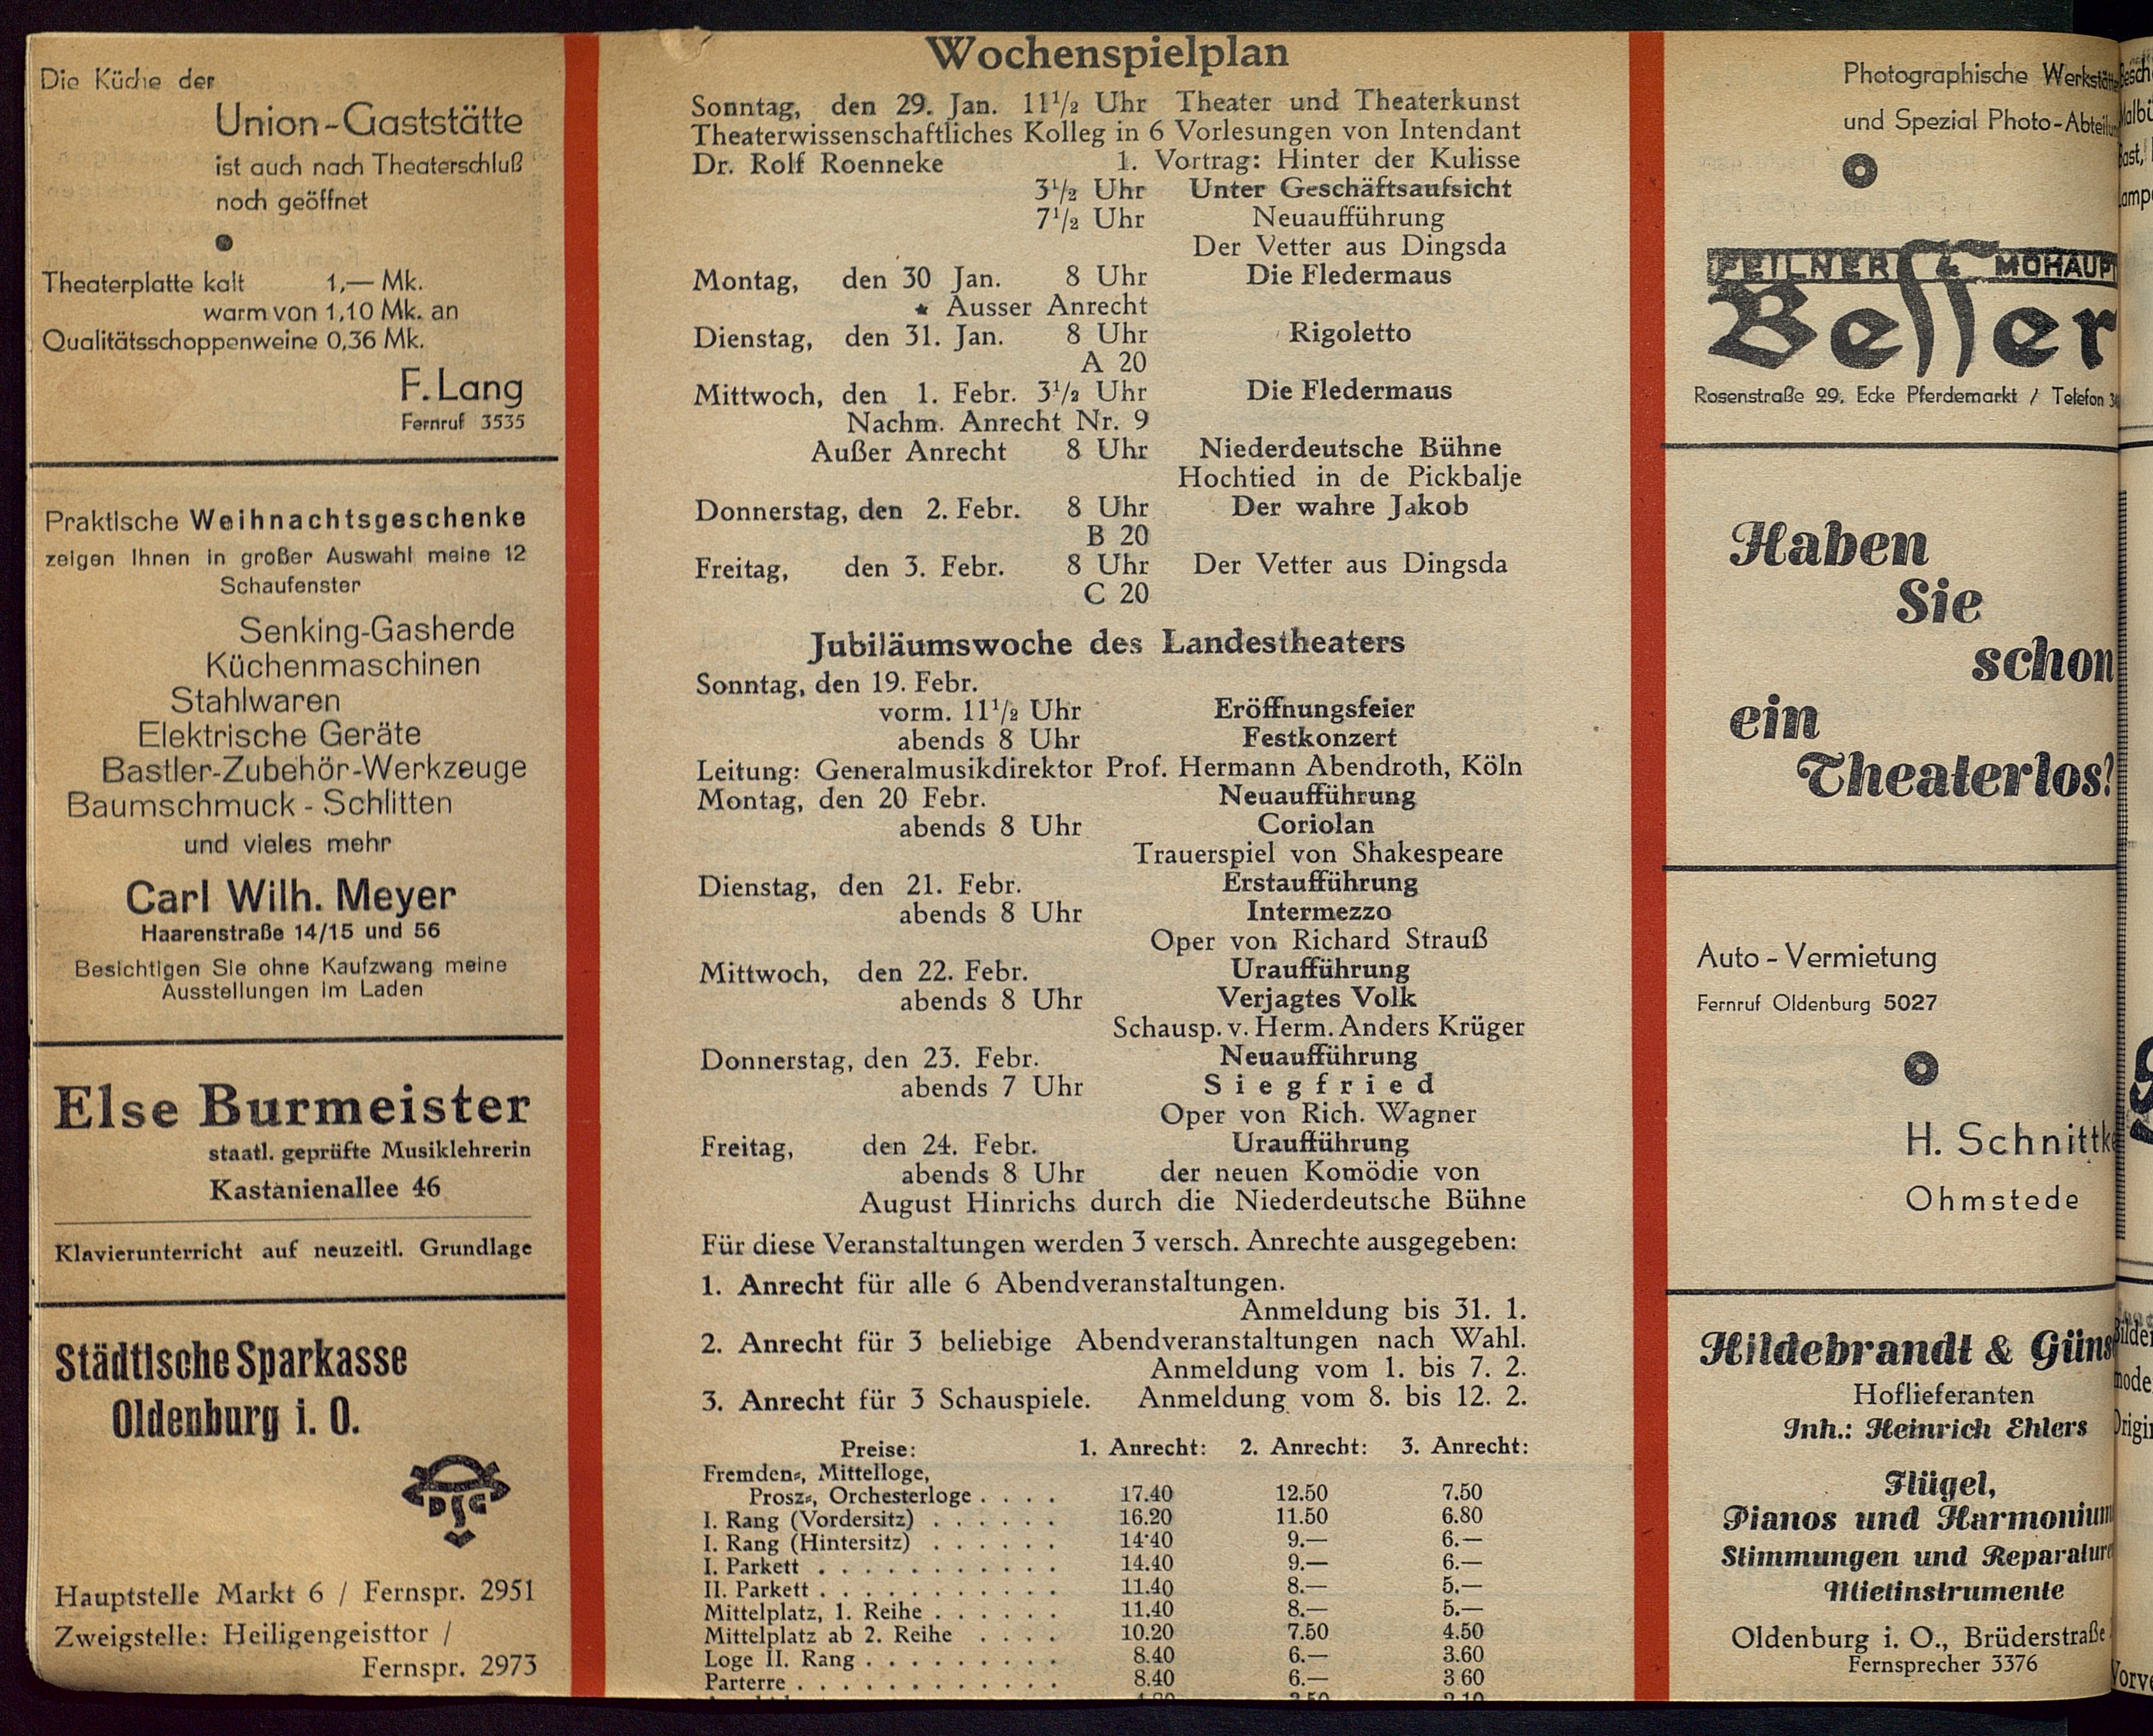 Die Küche der
Union-Gaststätte
ist auch nach Theaterschluß
noch geöffnet
Theaterplatte kalt 1,— Mk.
warm von 1,10 Mk. an
Qualitätsschoppenweine 0,36 Mk.
F. Lang
Fernruf 3535
Praktische Weihnachtsgeschenke
zeigen Ihnen in großer Auswahl meine 12
Schaufenster
Senking-Gasherde
Küchenmaschinen
Stahlwaren
Elektrische Geräte
Bastler-Zubehör-Werkzeuge
Baumschmuck - Schlitten
und vieles mehr
Carl Wilh. Meyer
Haarenstraße 14/15 und 56
Besichtigen Sie ohne Kaufzwang meine
Ausstellungen im Laden
Else Burmeister
staatl. geprüfte Musiklehrerin
Kastanienallee 46
Klavierunterricht auf neuzeitl. Grundlage
Städtische Sparkasse
Oldenburg i. O.
Hauptstelle Markt 6 / Fernspr. 2951
Zweigstelle: Heiligengeisttor /
Fernspr. 2973
Wochenspielplan
Sonntag, den 29. Jan. 11¹/₂ Uhr Theater und Theaterkunst
Theaterwissenschaftliches Kolleg in 6 Vorlesungen von Intendant
Dr. Rolf Roenneke 1. Vortrag: Hinter der Kulisse
3¹/₂ Uhr Unter Geschäftsaufsicht
7¹/₂ Uhr Neuaufführung
Der Vetter aus Dingsda
Montag, den 30 Jan. 8 Uhr Die Fledermaus
* Ausser Anrecht
Dienstag, den 31. Jan. 8 Uhr Rigoletto
A 20
Mittwoch, den 1. Febr. 3¹/₂ Uhr Die Fledermaus
Nachm. Anrecht Nr. 9
Außer Anrecht 8 Uhr Niederdeutsche Bühne
Hochtied in de Pickbalje
Donnerstag, den 2. Febr. 8 Uhr Der wahre Jakob
B 20
Freitag, den 3. Febr. 8 Uhr Der Vetter aus Dingsda
C 20
Jubiläumswoche des Landestheaters
Sonntag, den 19. Febr.
vorm. 11¹/₂ Uhr Eröffnungsfeier
abends 8 Uhr Festkonzert
Leitung: Generalmusikdirektor Prof. Hermann Abendroth, Köln
Montag, den 20 Febr. Neuaufführung
abends 8 Uhr Coriolan
Trauerspiel von Shakespeare
Dienstag, den 21. Febr. Erstaufführung
abends 8 Uhr Intermezzo
Oper von Richard Strauß
Mittwoch, den 22. Febr. Uraufführung
abends 8 Uhr Verjagtes Volk
Schausp. v. Herm. Anders Krüger
Donnerstag, den 23. Febr. Neuaufführung
abends 7 Uhr Siegfried
Oper von Rich. Wagner
Freitag, den 24. Febr. Uraufführung
abends 8 Uhr der neuen Komödie von
August Hinrichs durch die Niederdeutsche Bühne
Für diese Veranstaltungen werden 3 versch. Anrechte ausgegeben:
1. Anrecht für alle 6 Abendveranstaltungen.
Anmeldung bis 31. 1.
2. Anrecht für 3 beliebige Abendveranstaltungen nach Wahl.
Anmeldung vom 1. bis 7. 2.
3. Anrecht für 3 Schauspiele. Anmeldung vom 8. bis 12. 2.
Preise: 1. Anrecht: 2. Anrecht: 3. Anrecht:
Fremden-, Mittelloge,
Prosz-, Orchesterloge . . . . 17.40 12.50 7.50
I. Rang (Vordersitz) . . . . . . 16.20 11.50 6.80
I. Rang (Hintersitz) . . . . . . 14·40 9.— 6.—
I. Parkett . . . . . . . . . . . 14.40 9.— 6.—
II. Parkett . . . . . . . . . . . 11.40 8.— 5.—
Mittelplatz, 1. Reihe . . . . . . 11.40 8.— 5.—
Mittelplatz ab 2. Reihe . . . . 10.20 7.50 4.50
Loge II. Rang . . . . . . . . . 8.40 6.— 3.60
Parterre . . . . . . . . . . . . 8.40 6.— 3 60
Photographische
und Spezial
FEILNER & MOHAUPT
Besser
Rosenstraße 29, Ecke Pferdemarkt / Telefon
Haben
Sie
schon
ein
Theaterlos?
Auto - Vermietung
Fernruf Oldenburg 5027
H.
Ohmstede
Hildebrandt &
Hoflieferanten
Inh.: Heinrich Ehlers
Flügel,
Pianos und
Stimmungen und
Mietinstrumente
Oldenburg i. O., Brüderstraße
Fernsprecher 3376